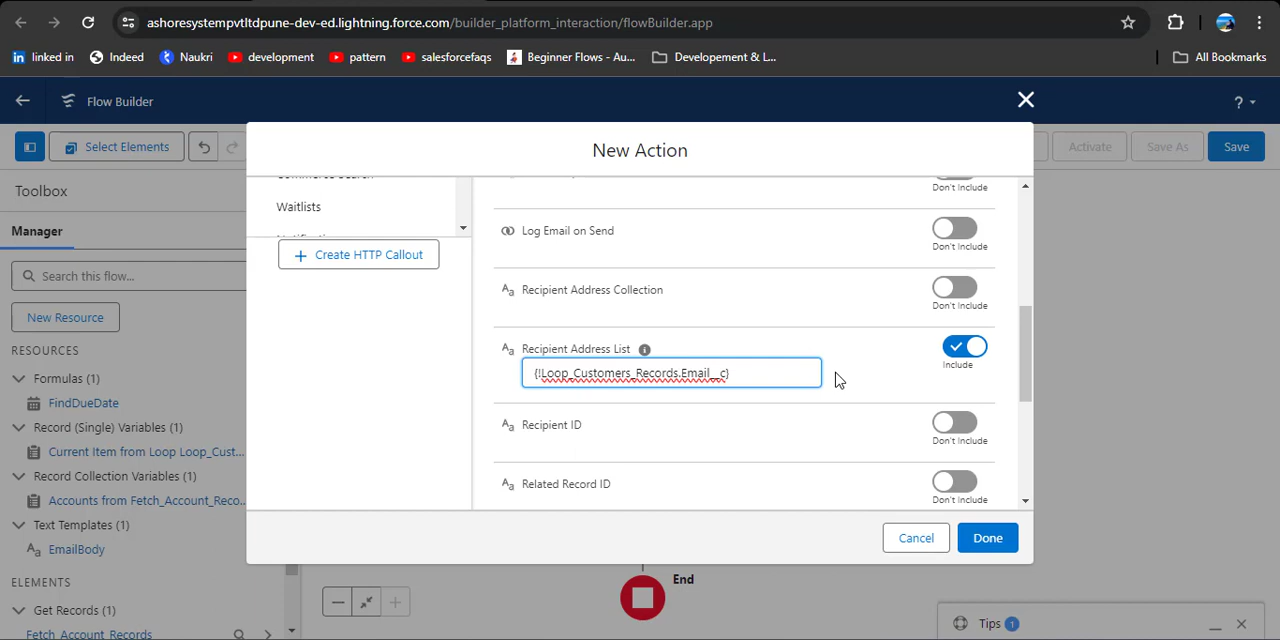 ashoresystempvtltdpune-dev-ed.lightning.force.com/builder_platform_interaction/flowBuilder.app
linked in
Indeed
Naukri
development
pattern
salesforcefaqs
Beginner Flows - Au...
Developement & L...
All Bookmarks
Flow Builder
?
Select Elements
Activate
Save As
Save
New Action
Toolbox
Manager
Search this flow...
New Resource
RESOURCES
Formulas (1)
FindDueDate
Record (Single) Variables (1)
Current Item from Loop Loop_Cust...
Record Collection Variables (1)
Accounts from Fetch_Account_Reco...
Text Templates (1)
EmailBody
ELEMENTS
Get Records (1)
Fetch_Account_Records
Waitlists
Create HTTP Callout
Don't Include
Log Email on Send
Don't Include
Recipient Address Collection
Don't Include
Recipient Address List
{!Loop_Customers_Records.Email__c}
Include
Recipient ID
Don't Include
Related Record ID
Don't Include
Cancel
Done
End
Tips 1